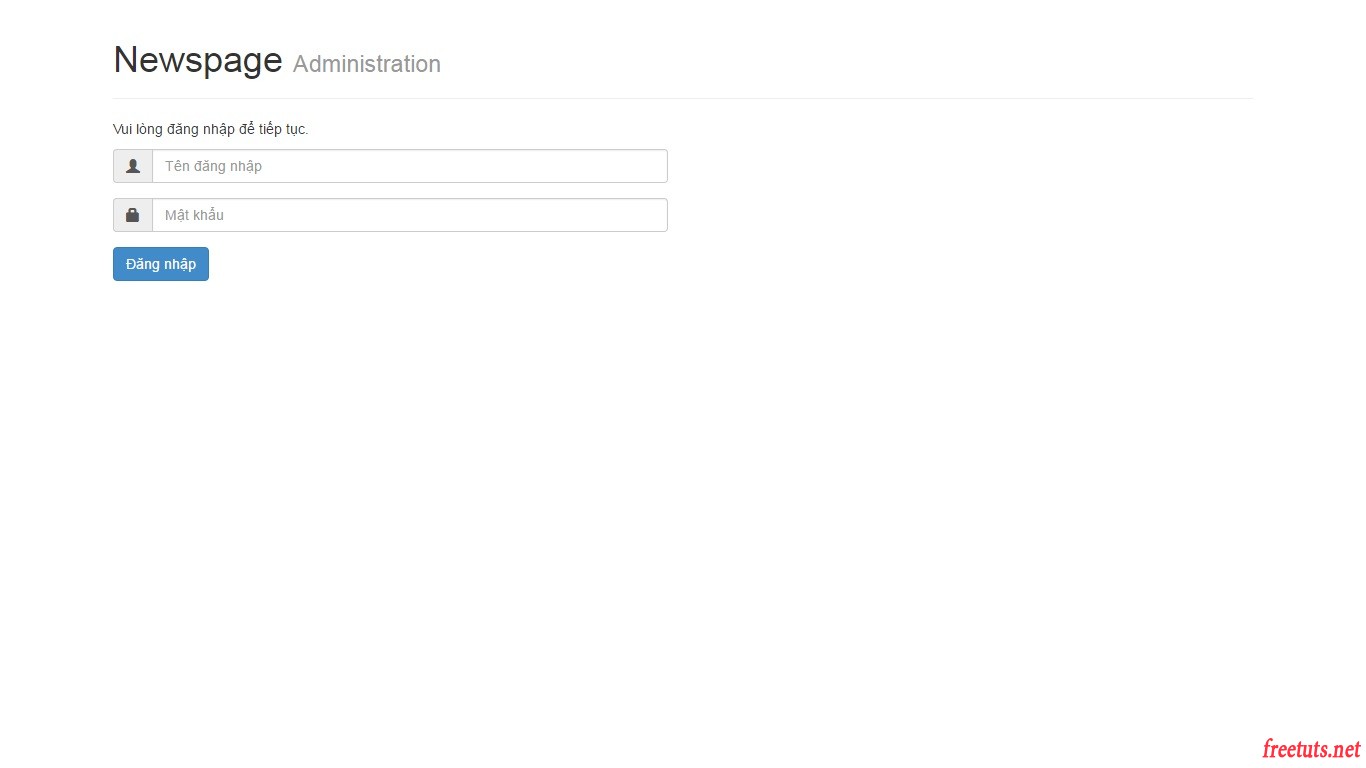 Newspage Administration
Vui lòng đăng nhập để tiếp tục.
Tên đăng nhập
Mật khẩu
Đăng nhập
freetuts.net